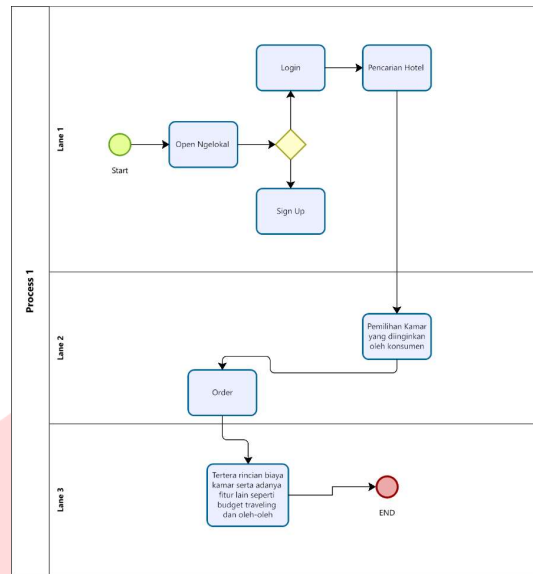 Process 1
Lane 1
Start
Open Ngelokal
Login
Pencarian Hotel
Sign Up
Lane 2
Pemilihan Kamar
yang diinginkan
oleh konsumen
Order
Lane 3
Tertera rincian biaya
kamar serta adanya
fitur lain seperti
budget traveling
dan oleh-oleh
END